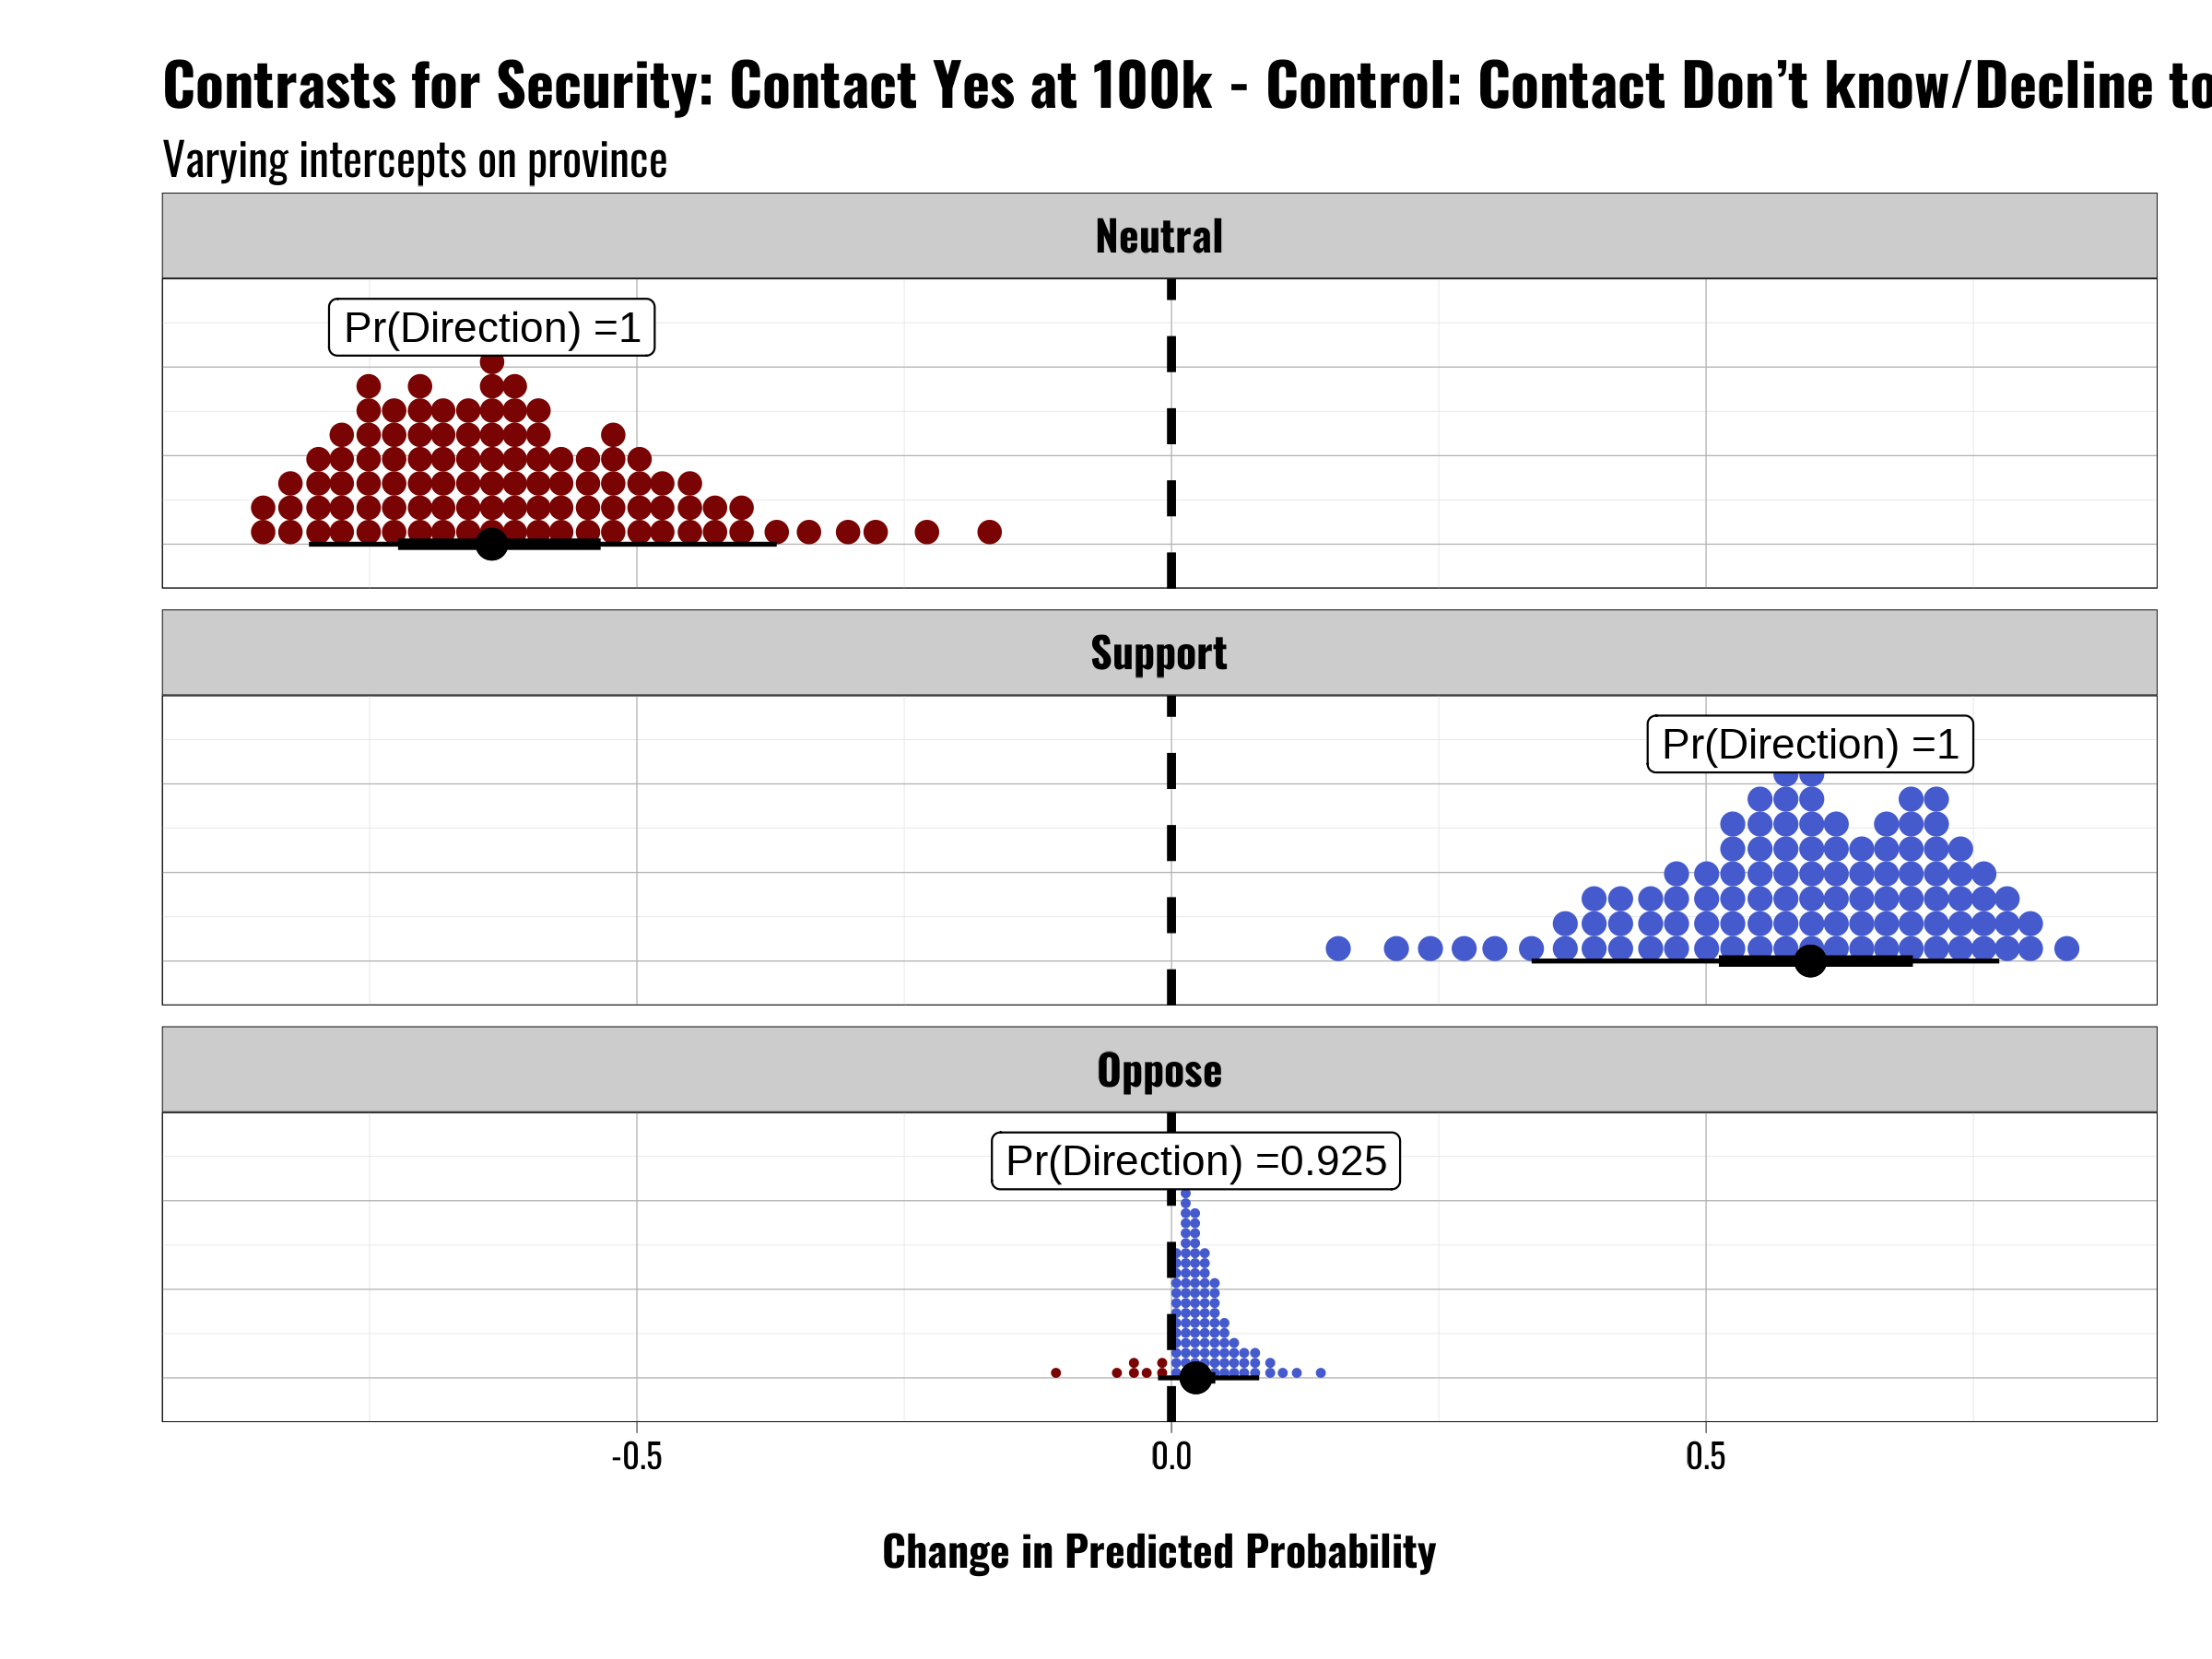 Contrasts for Security: Contact Yes at 100k - Control: Contact Don’t know/Decline to
Varying intercepts on province
Neutral
Pr(Direction) =1
Support
Pr(Direction) =1
Oppose
Pr(Direction) =0.925
-0.5 0.0 0.5
Change in Predicted Probability